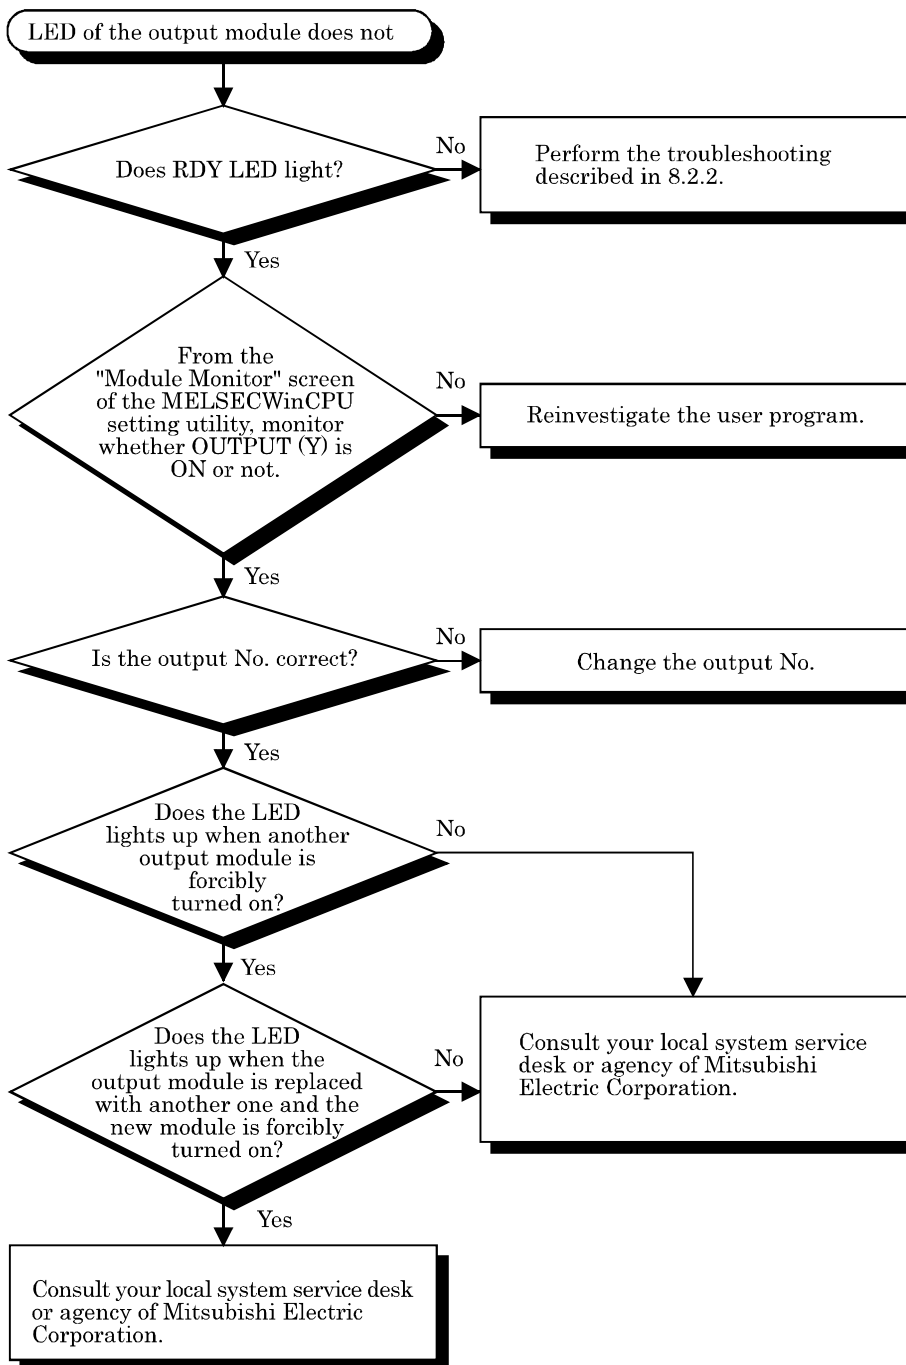 LED of the output module does not
Does RDY LED light?
No
Perform the troubleshooting
described in 8.2.2.
Yes
From the
"Module Monitor" screen
of the MELSECWinCPU
setting utility, monitor
whether OUTPUT (Y) is
ON or not.
No
Reinvestigate the user program.
Yes
Is the output No. correct?
No
Change the output No.
Yes
Does the LED
lights up when another
output module is
forcibly
turned on?
No
Yes
Does the LED
lights up when the
output module is replaced
with another one and the
new module is forcibly
turned on?
No
Consult your local system service
desk or agency of Mitsubishi
Electric Corporation.
Yes
Consult your local system service desk
or agency of Mitsubishi Electric
Corporation.